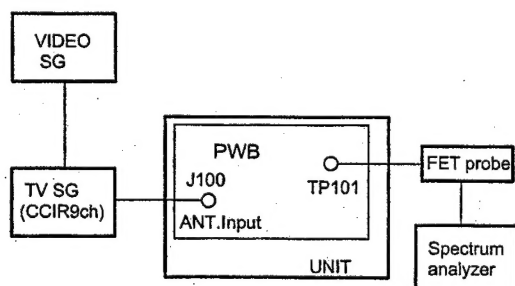 VIDEO
SG
TV SG
(CCIR9ch)
PWB
J100
ANT.Input
TP101
UNIT
FET probe
Spectrum
analyzer